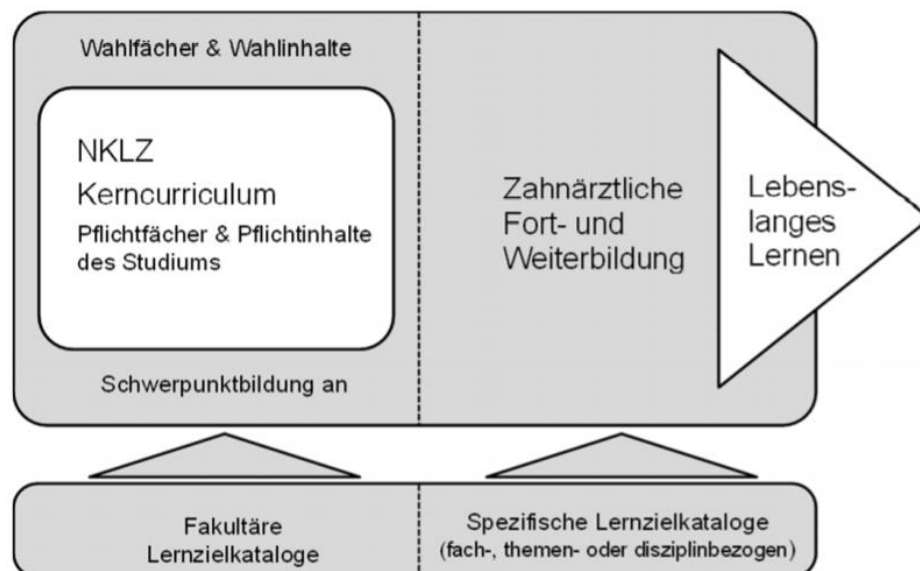 Wahlfächer & Wahlinhalte
NKLZ
Kerncurriculum
Pflichtfächer & Pflichtinhalte
des Studiums
Schwerpunktbildung an
Zahnärztliche
Fort- und
Weiterbildung
Lebens-
langes
Lernen
Fakultäre
Lernzielkataloge
Spezifische Lernzielkataloge
(fach-, themen- oder disziplinbezogen)